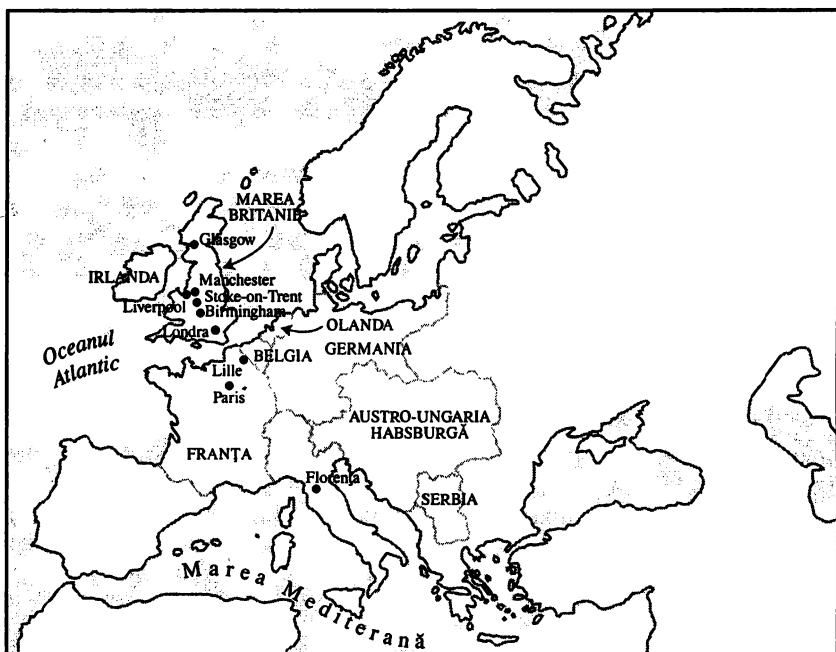 MAREA
BRITANIE
Glasgow
IRLANDA
Manchester
Stoke-on-Trent
Liverpool
Birmingham
Londra
OLANDA
Oceanul
Atlantic
BELGIA
GERMANIA
Lille
Paris
AUSTRO-UNGARIA
HABSBURGĂ
FRANȚA
Florența
SERBIA
Marea Mediterană